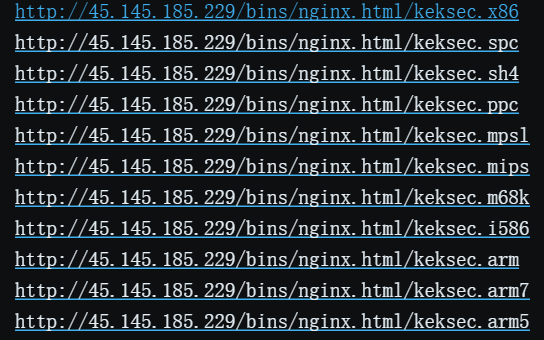 http://45.145.185.229/bins/nginx.html/keksec.x86
http://45.145.185.229/bins/nginx.html/keksec.spc
http://45.145.185.229/bins/nginx.html/keksec.sh4
http://45.145.185.229/bins/nginx.html/keksec.ppc
http://45.145.185.229/bins/nginx.html/keksec.mpsl
http://45.145.185.229/bins/nginx.html/keksec.mips
http://45.145.185.229/bins/nginx.html/keksec.m68k
http://45.145.185.229/bins/nginx.html/keksec.i586
http://45.145.185.229/bins/nginx.html/keksec.arm
http://45.145.185.229/bins/nginx.html/keksec.arm7
http://45.145.185.229/bins/nginx.html/keksec.arm5